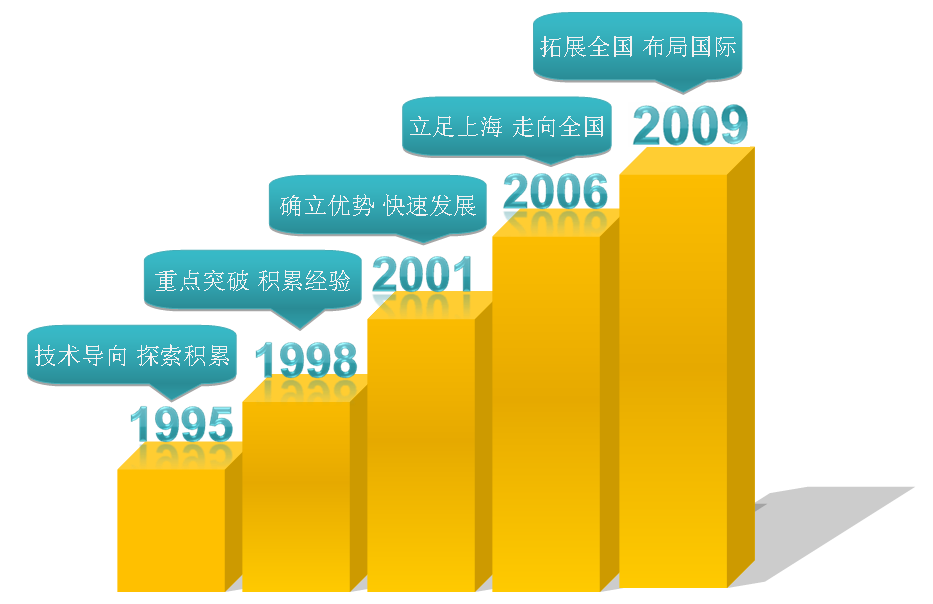 拓展全国 布局国际
2009
立足上海 走向全国
2006
确立优势 快速发展
2001
重点突破 积累经验
1998
技术导向 探索积累
1995